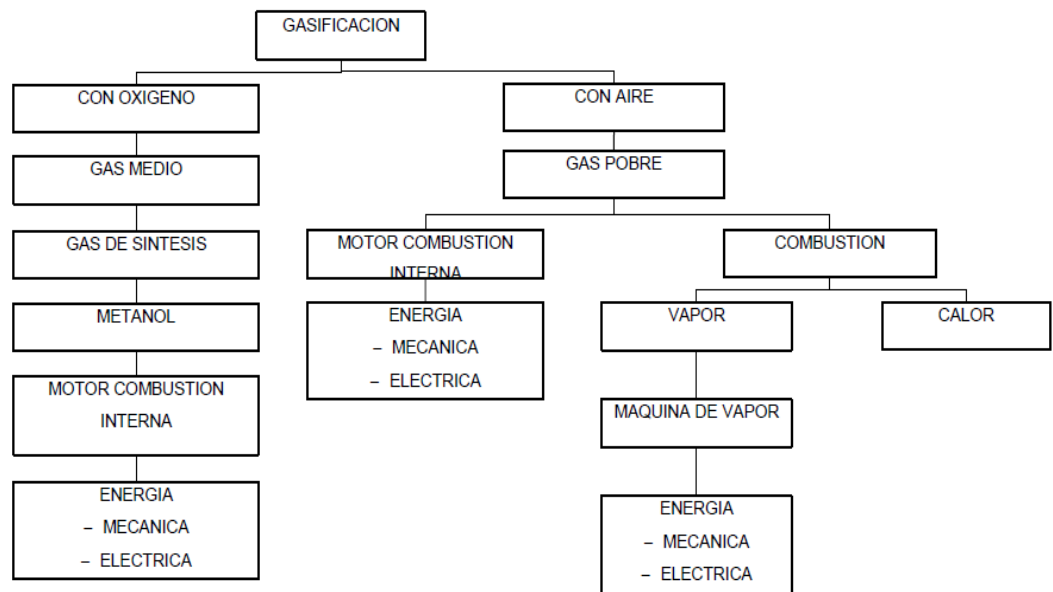 GASIFICACION
CON OXIGENO
GAS MEDIO
GAS DE SINTESIS
METANOL
MOTOR COMBUSTION
INTERNA
ENERGIA
– MECANICA
– ELECTRICA
CON AIRE
GAS POBRE
MOTOR COMBUSTION
INTERNA
ENERGIA
– MECANICA
– ELECTRICA
COMBUSTION
VAPOR
MAQUINA DE VAPOR
ENERGIA
– MECANICA
– ELECTRICA
CALOR